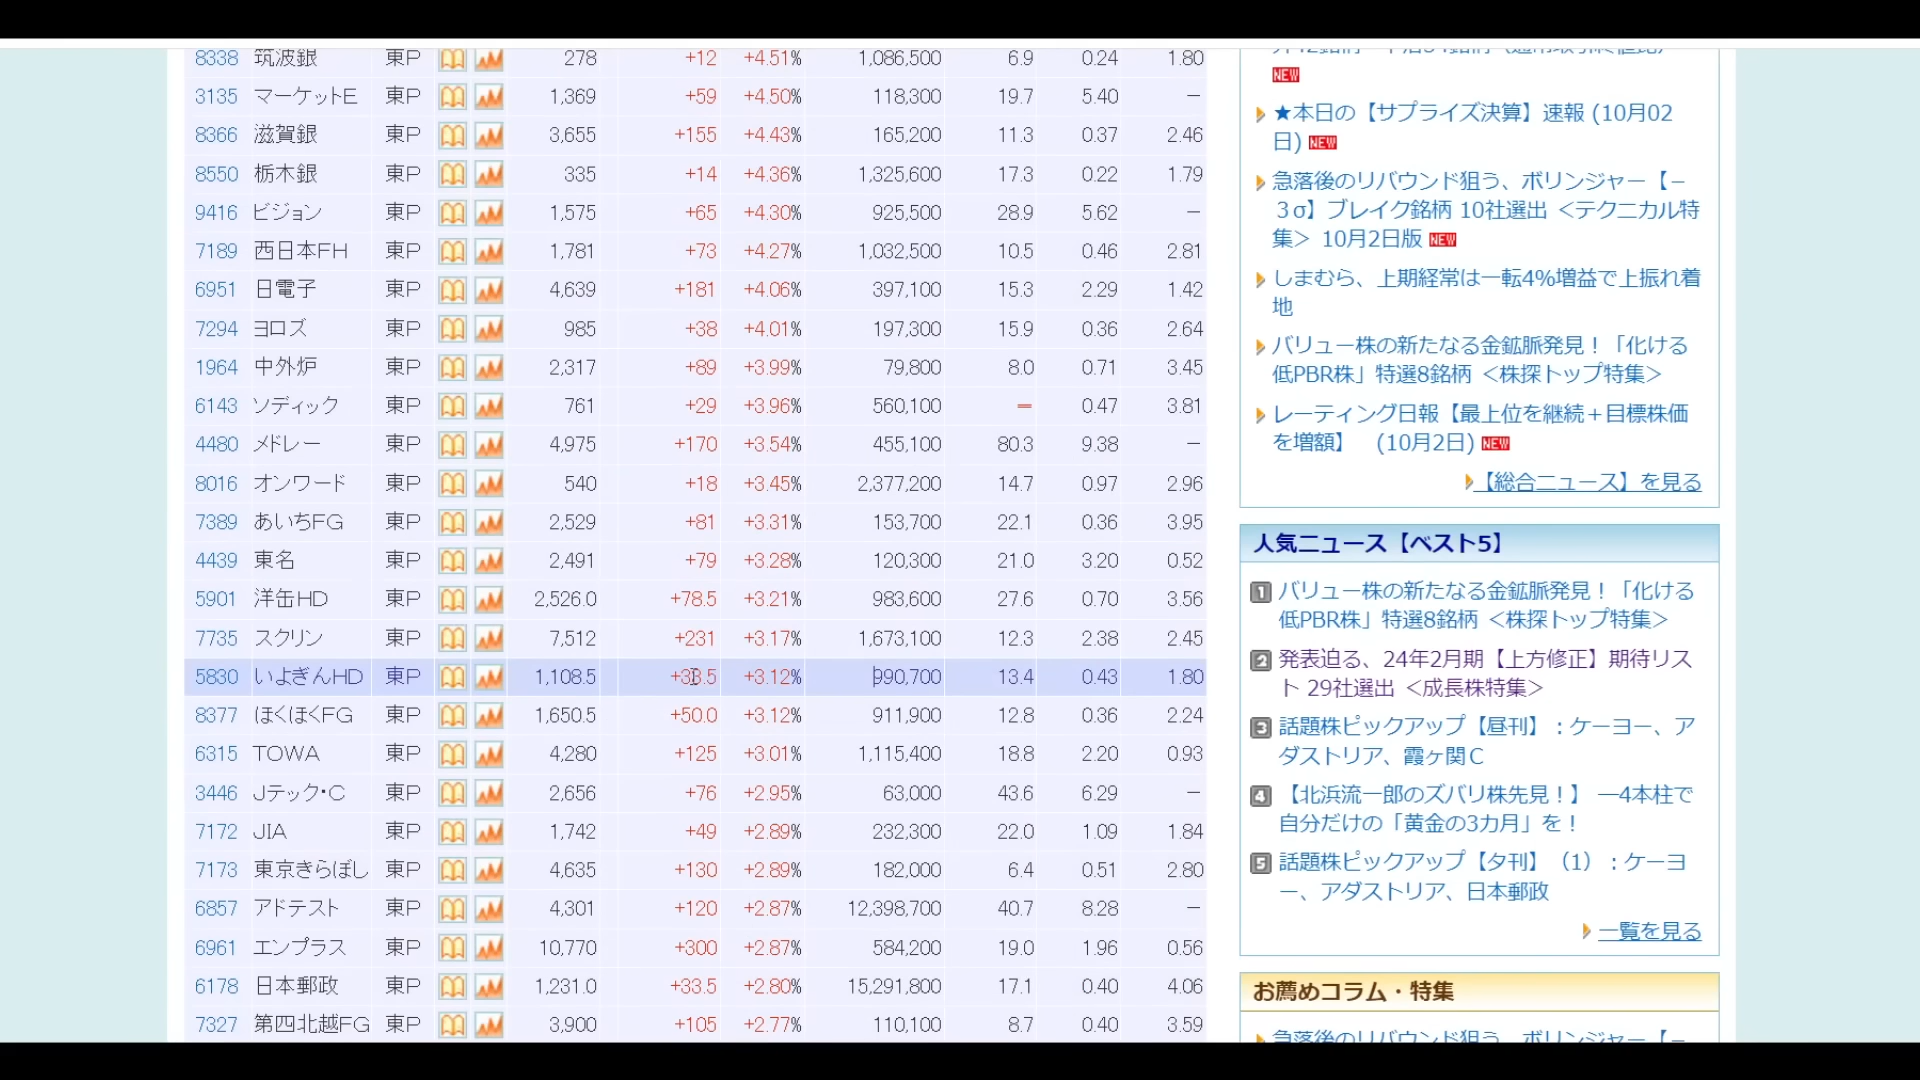 8338 筑波銀 東P 278 +12 +4.51% 1,086,500 6.9 0.24 1.80
3135 マーケットE 東P 1,369 +59 +4.50% 118,300 19.7 5.40 －
8366 滋賀銀 東P 3,655 +155 +4.43% 165,200 11.3 0.37 2.46
8550 栃木銀 東P 335 +14 +4.36% 1,325,600 17.3 0.22 1.79
9416 ビジョン 東P 1,575 +65 +4.30% 925,500 28.9 5.62 －
7189 西日本FH 東P 1,781 +73 +4.27% 1,032,500 10.5 0.46 2.81
6951 日電子 東P 4,639 +181 +4.06% 397,100 15.3 2.29 1.42
7294 ヨロズ 東P 985 +38 +4.01% 197,300 15.9 0.36 2.64
1964 中外炉 東P 2,317 +89 +3.99% 79,800 8.0 0.71 3.45
6143 ソディック 東P 761 +29 +3.96% 560,100 － 0.47 3.81
4480 メドレー 東P 4,975 +170 +3.54% 455,100 80.3 9.38 －
8016 オンワード 東P 540 +18 +3.45% 2,377,200 14.7 0.97 2.96
7389 あいちFG 東P 2,529 +81 +3.31% 153,700 22.1 0.36 3.95
4439 東名 東P 2,491 +79 +3.28% 120,300 21.0 3.20 0.52
5901 洋缶HD 東P 2,526.0 +78.5 +3.21% 983,600 27.6 0.70 3.56
7735 スクリン 東P 7,512 +231 +3.17% 1,673,100 12.3 2.38 2.45
5830 いよぎんHD 東P 1,108.5 +33.5 +3.12% 990,700 13.4 0.43 1.80
8377 ほくほくFG 東P 1,650.5 +50.0 +3.12% 911,900 12.8 0.36 2.24
6315 TOWA 東P 4,280 +125 +3.01% 1,115,400 18.8 2.20 0.93
3446 Jテック・C 東P 2,656 +76 +2.95% 63,000 43.6 6.29 －
7172 JIA 東P 1,742 +49 +2.89% 232,300 22.0 1.09 1.84
7173 東京きらぼし 東P 4,635 +130 +2.89% 182,000 6.4 0.51 2.80
6857 アドテスト 東P 4,301 +120 +2.87% 12,398,700 40.7 8.28 －
6961 エンプラス 東P 10,770 +300 +2.87% 584,200 19.0 1.96 0.56
6178 日本郵政 東P 1,231.0 +33.5 +2.80% 15,291,800 17.1 0.40 4.06
7327 第四北越FG 東P 3,900 +105 +2.77% 110,100 8.7 0.40 3.59
NEW
★本日の【サプライズ決算】速報 (10月02
日) NEW
急落後のリバウンド狙う、ボリンジャー【－
３σ】ブレイク銘柄 10社選出 ＜テクニカル特
集＞ 10月2日版 NEW
しまむら、上期経常は一転4%増益で上振れ着
地
バリュー株の新たなる金鉱脈発見！「化ける
低PBR株」特選8銘柄 ＜株探トップ特集＞
レーティング日報【最上位を継続＋目標株価
を増額】 (10月2日) NEW
【総合ニュース】を見る
人気ニュース【ベスト5】
1 バリュー株の新たなる金鉱脈発見！「化ける
低PBR株」特選8銘柄 ＜株探トップ特集＞
2 発表迫る、24年2月期【上方修正】期待リス
ト 29社選出 ＜成長株特集＞
3 話題株ピックアップ【昼刊】：ケーヨー、ア
ダストリア、霞ヶ関Ｃ
4 【北浜流一郎のズバリ株先見！】 ―4本柱で
自分だけの「黄金の3カ月」を！
5 話題株ピックアップ【夕刊】（1）：ケーヨ
ー、アダストリア、日本郵政
一覧を見る
お薦めコラム・特集
急落後のリバウンド狙う、ボリンジャー【－